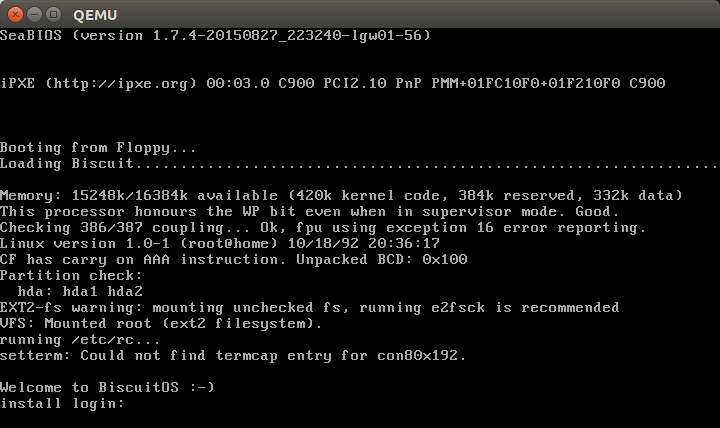 QEMU
SeaBIOS (version 1.7.4-20150827_223240-lgw01-56)
iPXE (http://ipxe.org) 00:03.0 C900 PCI2.10 PnP PMM+01FC10F0+01F210F0 C900
Booting from Floppy...
Loading Biscuit................................................................
Memory: 15248k/16384k available (420k kernel code, 384k reserved, 332k data)
This processor honours the WP bit even when in supervisor mode. Good.
Checking 386/387 coupling... Ok, fpu using exception 16 error reporting.
Linux version 1.0-1 (root@home) 10/18/92 20:36:17
CF has carry on AAA instruction. Unpacked BCD: 0x100
Partition check:
  hda: hda1 hda2
EXT2-fs warning: mounting unchecked fs, running e2fsck is recommended
VFS: Mounted root (ext2 filesystem).
running /etc/rc...
setterm: Could not find termcap entry for con80x192.
Welcome to BiscuitOS :-)
install login: